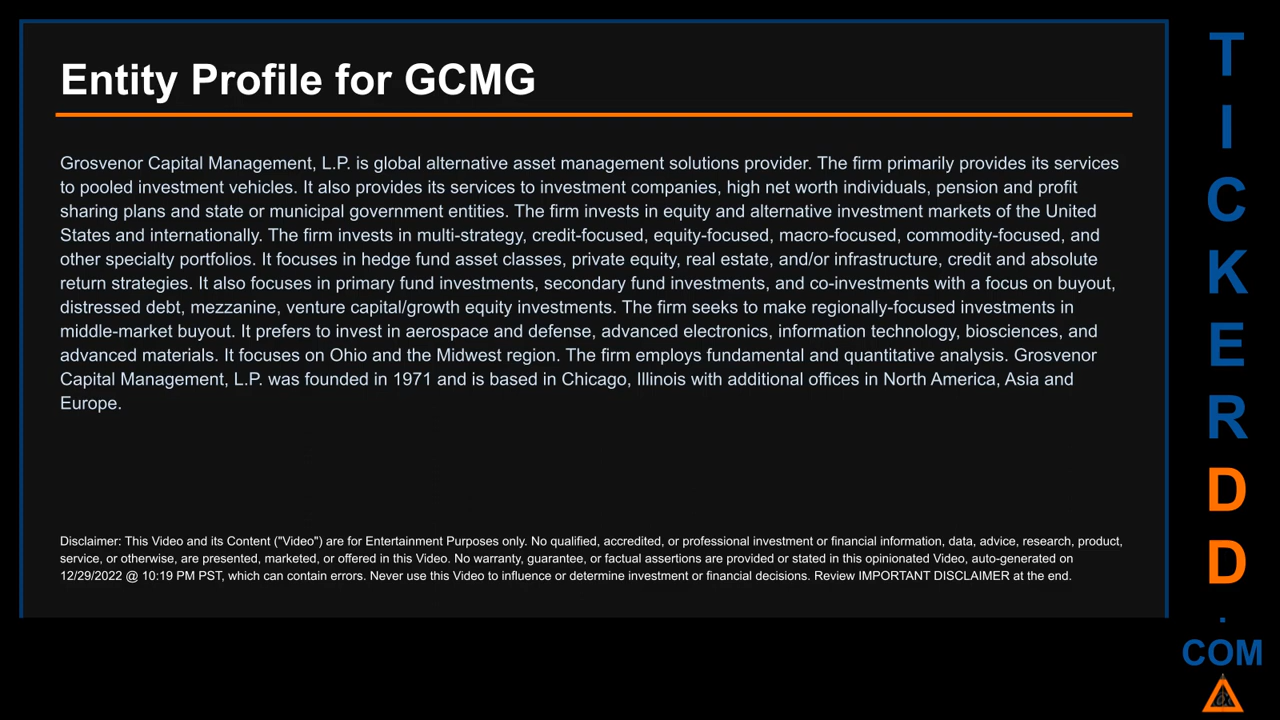 Entity Profile for GCMG
Grosvenor Capital Management, L.P. is global alternative asset management solutions provider. The firm primarily provides its services
to pooled investment vehicles. It also provides its services to investment companies, high net worth individuals, pension and profit
sharing plans and state or municipal government entities. The firm invests in equity and alternative investment markets of the United
States and internationally. The firm invests in multi-strategy, credit-focused, equity-focused, macro-focused, commodity-focused, and
other specialty portfolios. It focuses in hedge fund asset classes, private equity, real estate, and/or infrastructure, credit and absolute
return strategies. It also focuses in primary fund investments, secondary fund investments, and co-investments with a focus on buyout,
distressed debt, mezzanine, venture capital/growth equity investments. The firm seeks to make regionally-focused investments in
middle-market buyout. It prefers to invest in aerospace and defense, advanced electronics, information technology, biosciences, and
advanced materials. It focuses on Ohio and the Midwest region. The firm employs fundamental and quantitative analysis. Grosvenor
Capital Management, L.P. was founded in 1971 and is based in Chicago, Illinois with additional offices in North America, Asia and
Europe.
Disclaimer: This Video and its Content ("Video") are for Entertainment Purposes only. No qualified, accredited, or professional investment or financial information, data, advice, research, product,
service, or otherwise, are presented, marketed, or offered in this Video. No warranty, guarantee, or factual assertions are provided or stated in this opinionated Video, auto-generated on
12/29/2022 @ 10:19 PM PST, which can contain errors. Never use this Video to influence or determine investment or financial decisions. Review IMPORTANT DISCLAIMER at the end.
T
I
C
K
E
R
D
D
.
COM